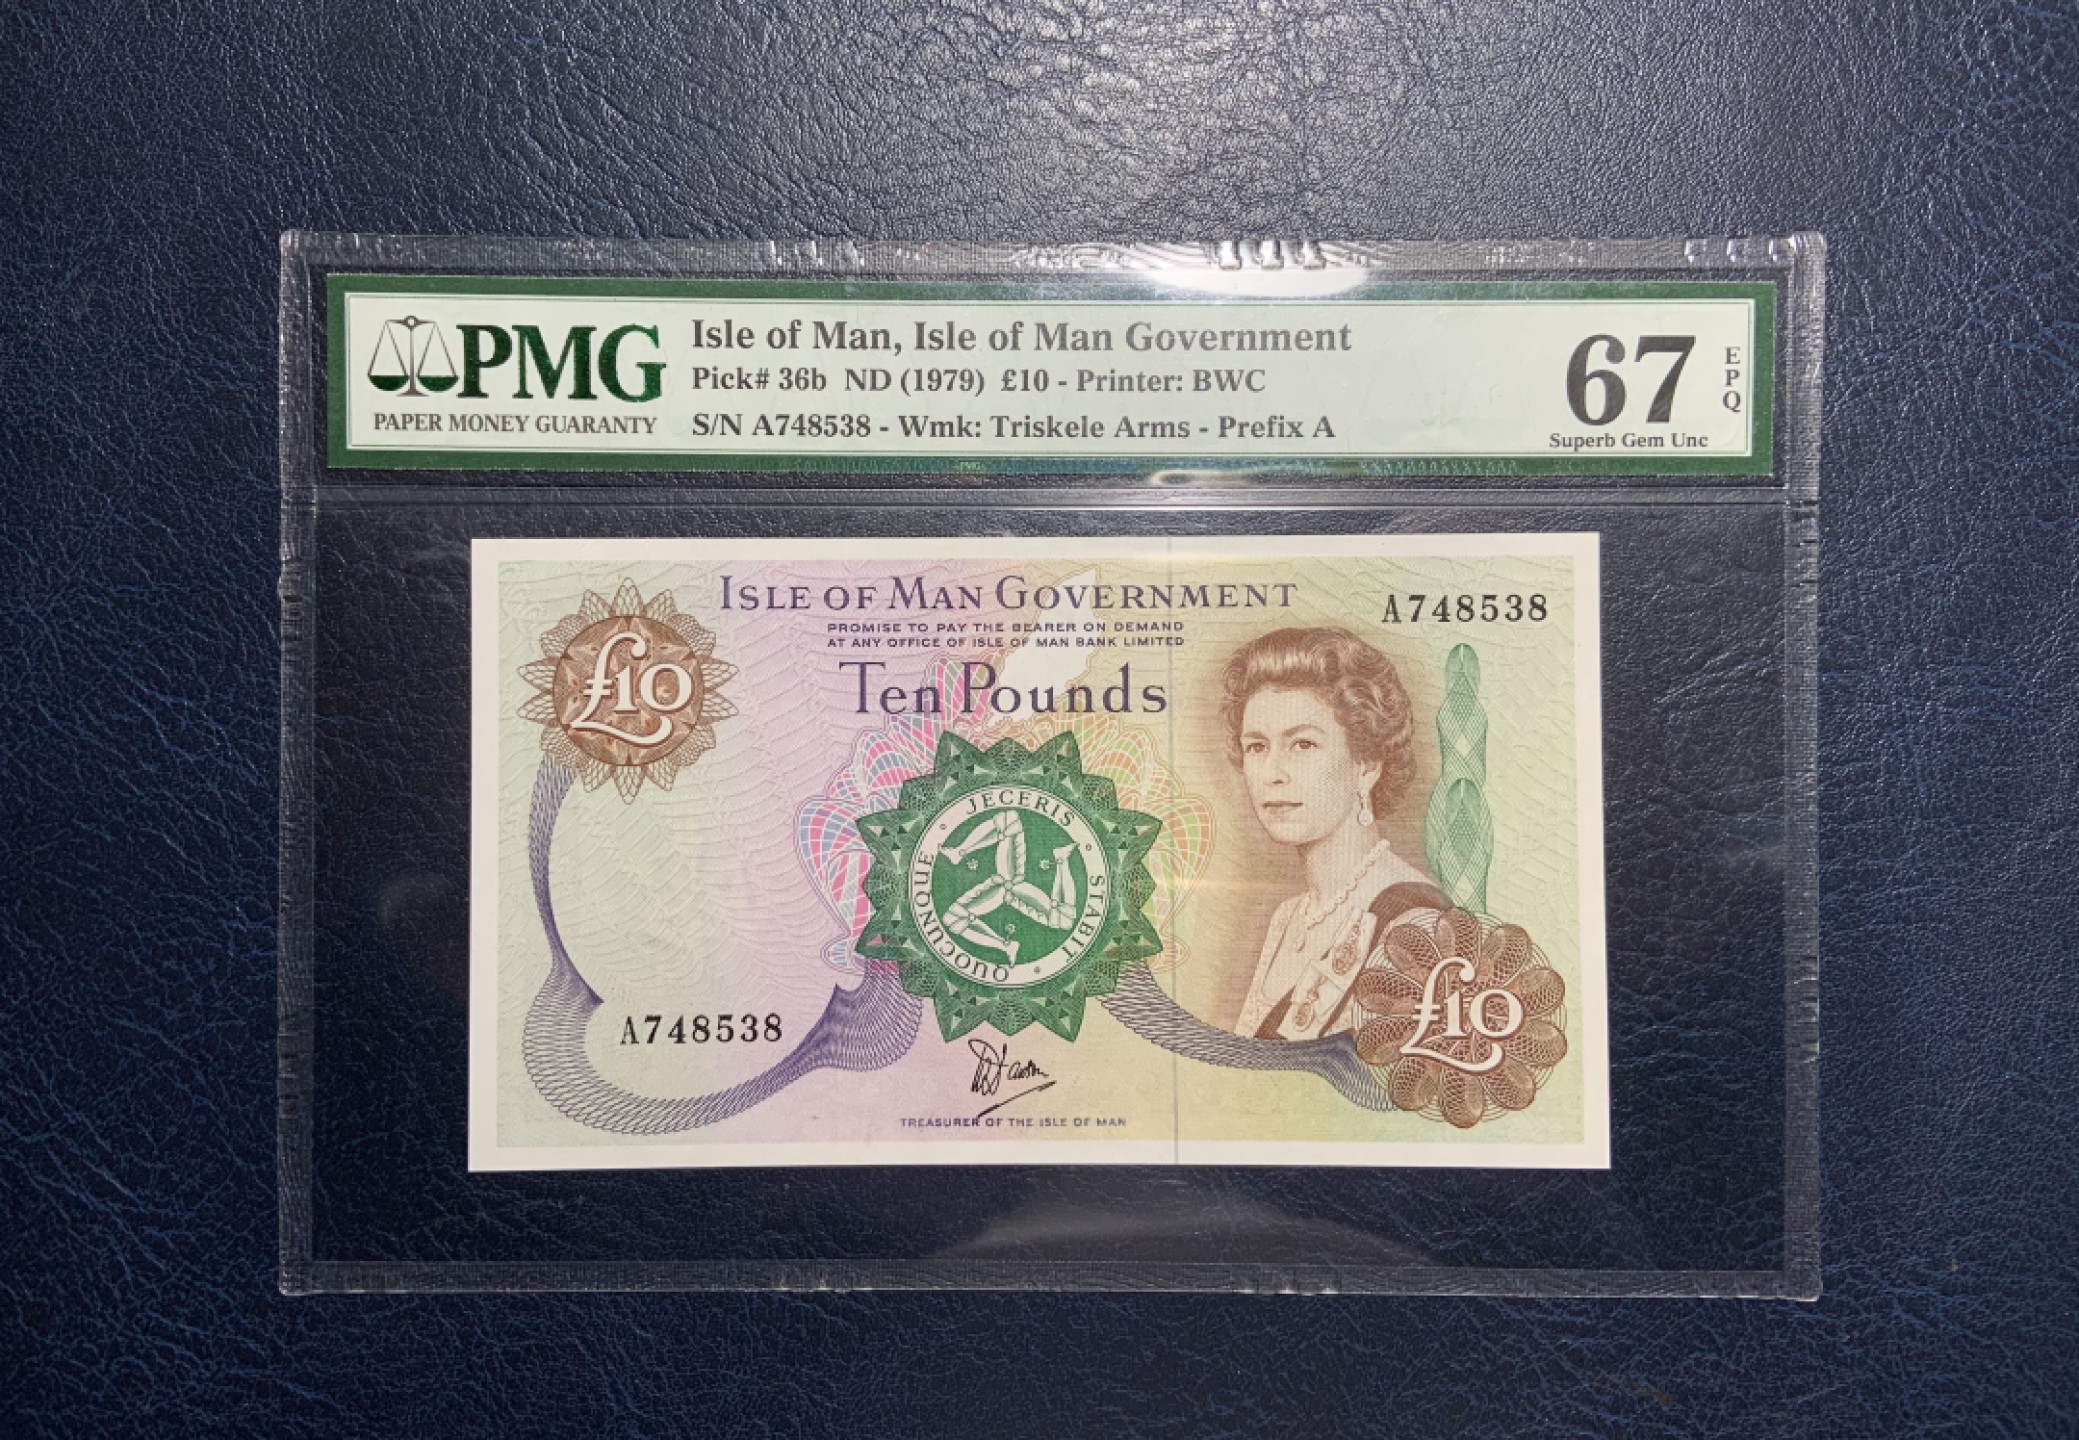 PMG
PAPER MONEY GUARANTY
Isle of Man, Isle of Man Government
Pick# 36b ND (1979) £10 - Printer: BWC
S/N A748538 - Wmk: Triskele Arms - Prefix A
67
EPQ
Superb Gem Unc
ISLE OF MAN GOVERNMENT
PROMISE TO PAY THE BEARER ON DEMAND
AT ANY OFFICE OF ISLE OF MAN BANK LIMITED
Ten Pounds
A748538
£10
QUOCUNQUE · JECERIS · STABIT ·
A748538
£10
TREASURER OF THE ISLE OF MAN